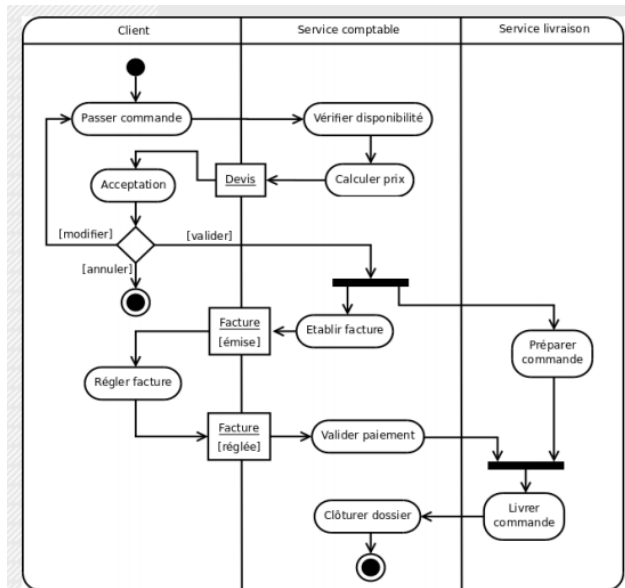 Client
Service comptable
Service livraison
Passer commande
Vérifier disponibilité
Acceptation
Devis
Calculer prix
[modifier]
[valider]
[annuler]
Facture
[émise]
Etablir facture
Préparer
commande
Régler facture
Facture
[réglée]
Valider paiement
Clôturer dossier
Livrer
commande